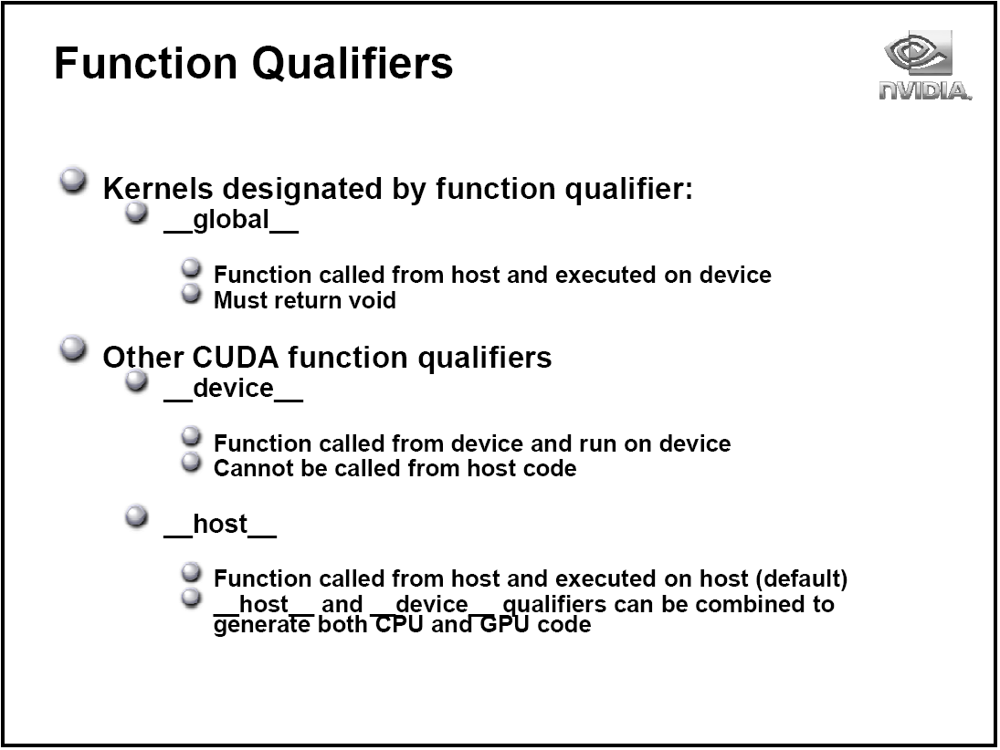 Function Qualifiers
NVIDIA.
Kernels designated by function qualifier:
__global__
Function called from host and executed on device
Must return void
Other CUDA function qualifiers
__device__
Function called from device and run on device
Cannot be called from host code
__host__
Function called from host and executed on host (default)
__host__ and __device__ qualifiers can be combined to
generate both CPU and GPU code